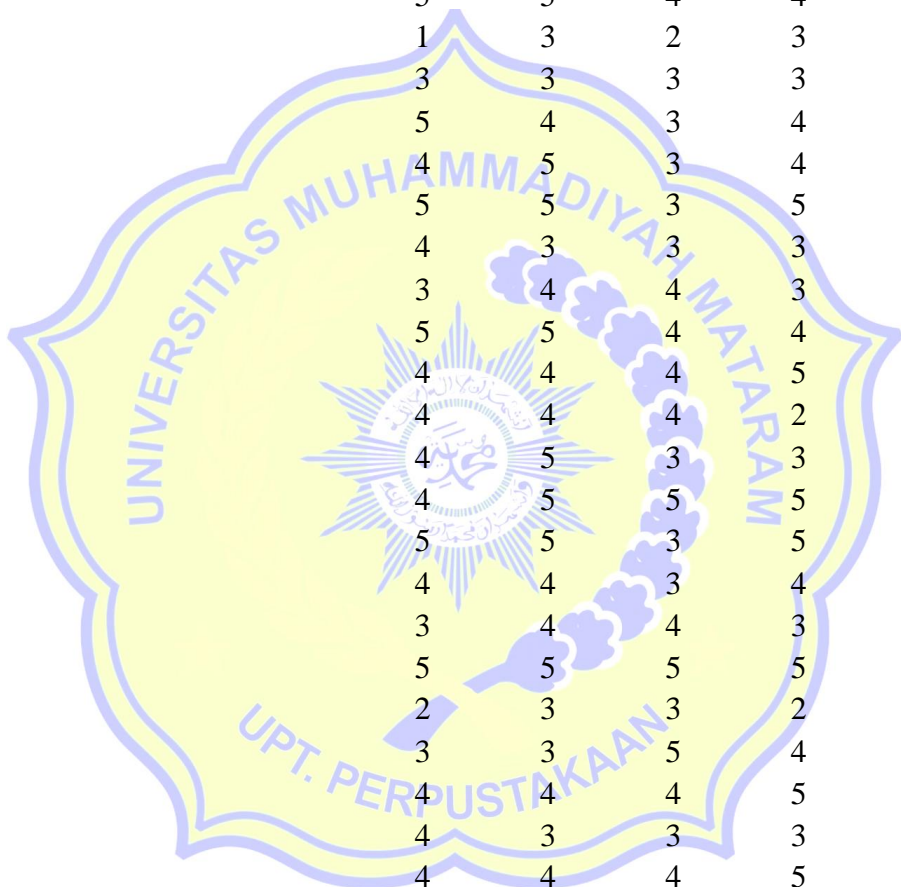 1 3 2 3
3 3 3 3
5 4 3 4
4 5 3 4
5 5 3 5
4 3 3 3
3 4 4 3
5 5 4 4
4 4 4 5
4 4 4 2
4 5 3 3
4 5 5 5
5 5 3 5
4 4 3 4
3 4 4 3
5 5 5 5
2 3 3 2
3 3 5 4
4 4 4 5
4 3 3 3
4 4 4 5
UNIVERSITAS MUHAMMADIYAH MATARAM
UPT. PERPUSTAKAAN